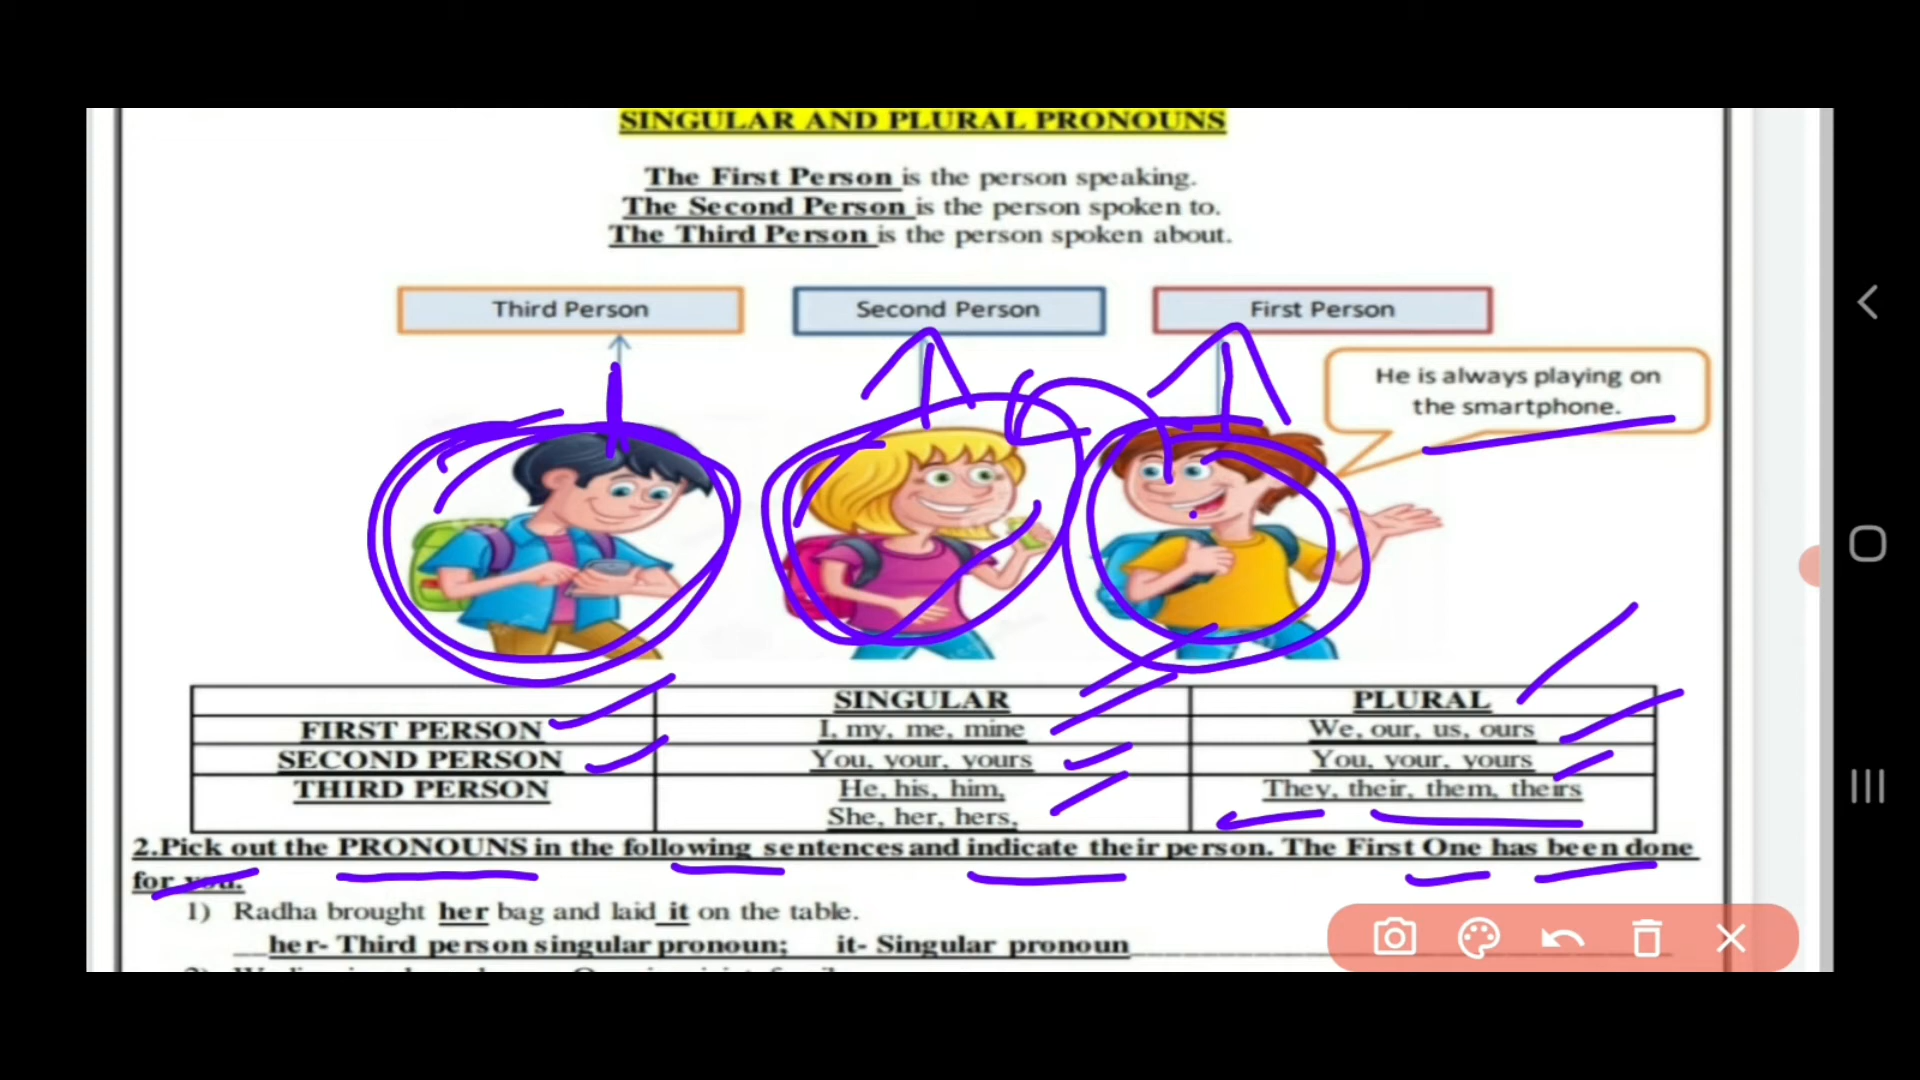 SINGULAR AND PLURAL PRONOUNS
The First Person is the person speaking.
The Second Person is the person spoken to.
The Third Person is the person spoken about.
Third Person
Second Person
First Person
He is always playing on
the smartphone.
SINGULAR PLURAL
FIRST PERSON I, my, me, mine We, our, us, ours
SECOND PERSON You, your, yours You, your, yours
THIRD PERSON He, his, him, They, their, them, theirs
She, her, hers,
2.Pick out the PRONOUNS in the following sentences and indicate their person. The First One has been done
for you.
1) Radha brought her bag and laid it on the table.
__her- Third person singular pronoun; it- Singular pronoun